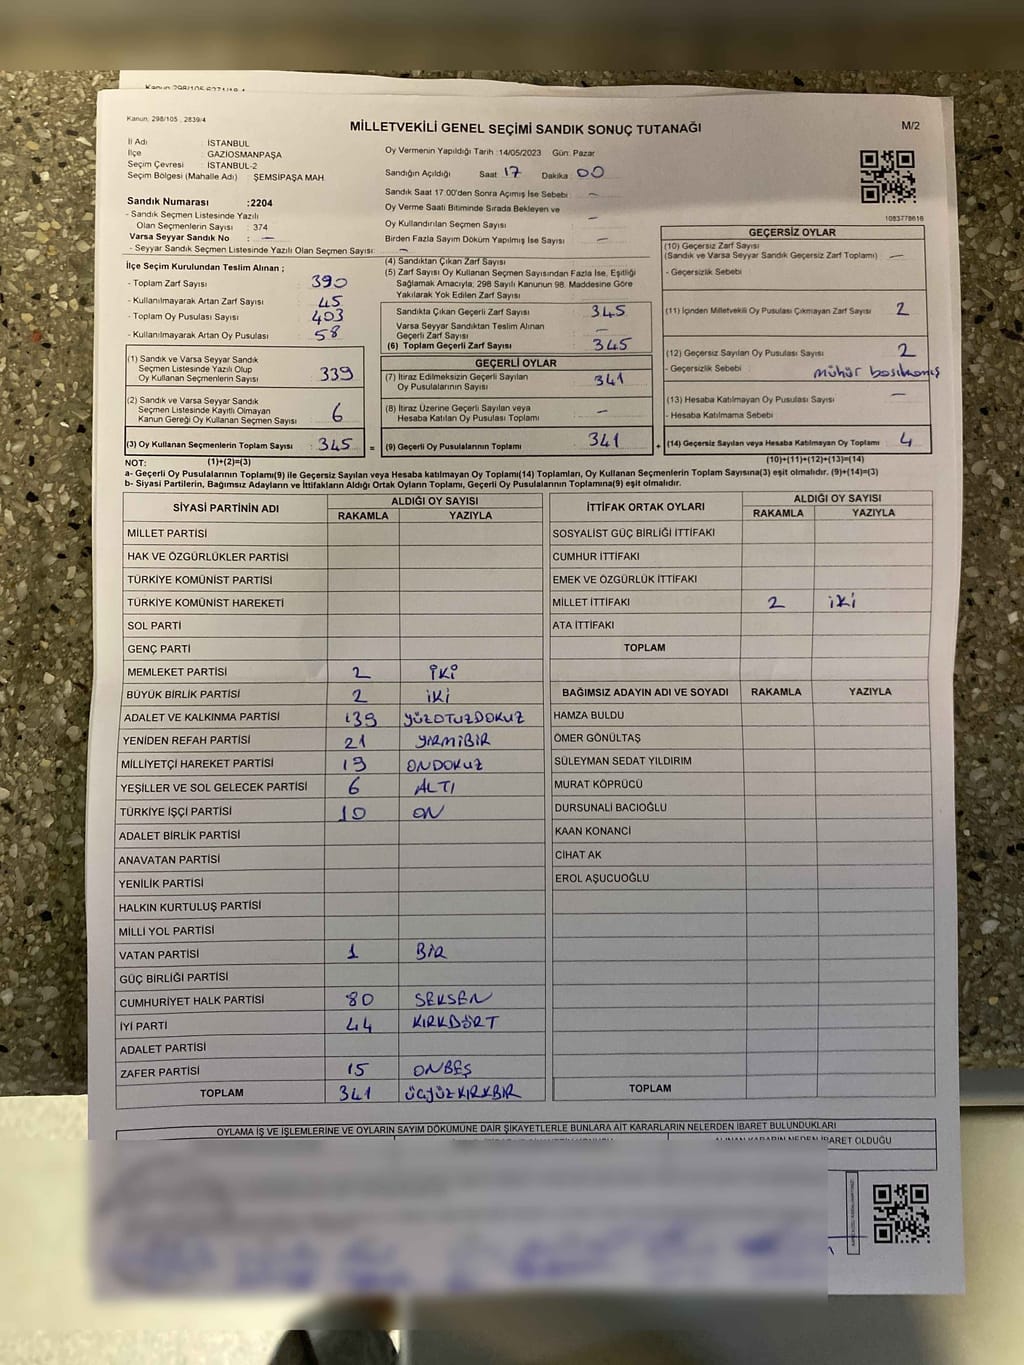 Kanun, 298/105 , 2839/4
MİLLETVEKİLİ GENEL SEÇİMİ SANDIK SONUÇ TUTANAĞI
M/2
İl Adı : İSTANBUL
İlçe : GAZİOSMANPAŞA
Seçim Çevresi : İSTANBUL-2
Seçim Bölgesi (Mahalle Adı) : ŞEMSİPAŞA MAH
Sandık Numarası :2204
- Sandık Seçmen Listesinde Yazılı
Olan Seçmenlerin Sayısı : 374
Varsa Seyyar Sandık No : —
- Seyyar Sandık Seçmen Listesinde Yazılı Olan Seçmen Sayısı: —
Oy Vermenin Yapıldığı Tarih :14/05/2023 Gün: Pazar
Sandığın Açıldığı Saat 17 Dakika : 00
Sandık Saat 17:00'den Sonra Açımış İse Sebebi : —
Oy Verme Saati Bitiminde Sırada Bekleyen ve
Oy Kullandırılan Seçmen Sayısı : —
Birden Fazla Sayım Döküm Yapılmış İse Sayısı : —
1083778616
İlçe Seçim Kurulundan Teslim Alınan ;
- Toplam Zarf Sayısı : 390
- Kullanılmayarak Artan Zarf Sayısı : 45
- Toplam Oy Pusulası Sayısı : 403
- Kullanılmayarak Artan Oy Pusulası : 58
(1) Sandık ve Varsa Seyyar Sandık
Seçmen Listesinde Yazılı Olup
Oy Kullanan Seçmenlerin Sayısı : 339
(2) Sandık ve Varsa Seyyar Sandık
Seçmen Listesinde Kayıtlı Olmayan
Kanun Gereği Oy Kullanan Seçmen Sayısı : 6
(3) Oy Kullanan Seçmenlerin Toplam Sayısı : 345 =
(1)+(2)=(3)
(4) Sandıktan Çıkan Zarf Sayısı
(5) Zarf Sayısı Oy Kullanan Seçmen Sayısından Fazla İse, Eşitliği
Sağlamak Amacıyla; 298 Sayılı Kanunun 98. Maddesine Göre
Yakılarak Yok Edilen Zarf Sayısı :
Sandıkta Çıkan Geçerli Zarf Sayısı : 345
Varsa Seyyar Sandıktan Teslim Alınan
Geçerli Zarf Sayısı : —
(6) Toplam Geçerli Zarf Sayısı : 345
GEÇERLİ OYLAR
(7) İtiraz Edilmeksizin Geçerli Sayılan
Oy Pusulalarının Sayısı : 341
(8) İtiraz Üzerine Geçerli Sayılan veya
Hesaba Katılan Oy Pusulası Toplamı : —
(9) Geçerli Oy Pusulalarının Toplamı : 341 +
GEÇERSİZ OYLAR
(10) Geçersiz Zarf Sayısı
(Sandık ve Varsa Seyyar Sandık Geçersiz Zarf Toplamı) : —
- Geçersizlik Sebebi :
(11) İçinden Milletvekili Oy Pusulası Çıkmayan Zarf Sayısı : 2
(12) Geçersiz Sayılan Oy Pusulası Sayısı : 2
- Geçersizlik Sebebi : mühür basılmamış
(13) Hesaba Katılmayan Oy Pusulası Sayısı : —
- Hesaba Katılmama Sebebi :
(14) Geçersiz Sayılan veya Hesaba Katılmayan Oy Toplamı : 4
(10)+(11)+(12)+(13)=(14)
NOT:
a- Geçerli Oy Pusulalarının Toplamı(9) ile Geçersiz Sayılan veya Hesaba katılmayan Oy Toplamı(14) Toplamları, Oy Kullanan Seçmenlerin Toplam Sayısına(3) eşit olmalıdır. (9)+(14)=(3)
b- Siyasi Partilerin, Bağımsız Adayların ve İttifakların Aldığı Ortak Oyların Toplamı, Geçerli Oy Pusulalarının Toplamına(9) eşit olmalıdır.
SİYASİ PARTİNİN ADI ALDIĞI OY SAYISI
RAKAMLA YAZIYLA
MİLLET PARTİSİ
HAK VE ÖZGÜRLÜKLER PARTİSİ
TÜRKİYE KOMÜNİST PARTİSİ
TÜRKİYE KOMÜNİST HAREKETİ
SOL PARTİ
GENÇ PARTİ
MEMLEKET PARTİSİ 2 İKİ
BÜYÜK BİRLİK PARTİSİ 2 İKİ
ADALET VE KALKINMA PARTİSİ 139 YÜZOTUZDOKUZ
YENİDEN REFAH PARTİSİ 21 YİRMİBİR
MİLLİYETÇİ HAREKET PARTİSİ 19 ONDOKUZ
YEŞİLLER VE SOL GELECEK PARTİSİ 6 ALTI
TÜRKİYE İŞÇİ PARTİSİ 10 ON
ADALET BİRLİK PARTİSİ
ANAVATAN PARTİSİ
YENİLİK PARTİSİ
HALKIN KURTULUŞ PARTİSİ
MİLLİ YOL PARTİSİ
VATAN PARTİSİ 1 BİR
GÜÇ BİRLİĞİ PARTİSİ
CUMHURİYET HALK PARTİSİ 80 SEKSEN
İYİ PARTİ 44 KIRKDÖRT
ADALET PARTİSİ
ZAFER PARTİSİ 15 ONBEŞ
TOPLAM 341 ÜÇYÜZKIRKBİR
İTTİFAK ORTAK OYLARI ALDIĞI OY SAYISI
RAKAMLA YAZIYLA
SOSYALİST GÜÇ BİRLİĞİ İTTİFAKI
CUMHUR İTTİFAKI
EMEK VE ÖZGÜRLÜK İTTİFAKI
MİLLET İTTİFAKI 2 İKİ
ATA İTTİFAKI
TOPLAM
BAĞIMSIZ ADAYIN ADI VE SOYADI RAKAMLA YAZIYLA
HAMZA BULDU
ÖMER GÖNÜLTAŞ
SÜLEYMAN SEDAT YILDIRIM
MURAT KÖPRÜCÜ
DURSUNALİ BACIOĞLU
KAAN KONANCİ
CİHAT AK
EROL AŞUCUOĞLU
TOPLAM
OYLAMA İŞ VE İŞLEMLERİNE VE OYLARIN SAYIM DÖKÜMÜNE DAİR ŞİKAYETLERLE BUNLARA AİT KARARLARIN NELERDEN İBARET BULUNDUKLARI
ALINAN KARARIN NEDEN İBARET OLDUĞU